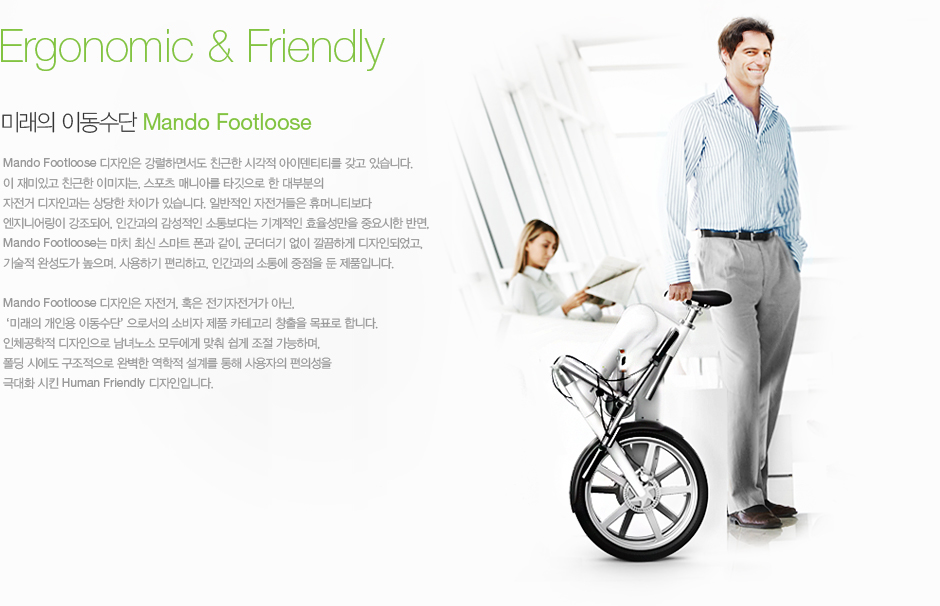 Ergonomic & Friendly
미래의 이동수단 Mando Footloose
Mando Footloose 디자인은 강렬하면서도 친근한 시각적 아이덴티티를 갖고 있습니다.
이 재미있고 친근한 이미지는, 스포츠 매니아를 타깃으로 한 대부분의
자전거 디자인과는 상당한 차이가 있습니다. 일반적인 자전거들은 휴머니티보다
엔지니어링이 강조되어, 인간과의 감성적인 소통보다는 기계적인 효율성만을 중요시한 반면,
Mando Footloose는 마치 최신 스마트 폰과 같이, 군더더기 없이 깔끔하게 디자인되었고,
기술적 완성도가 높으며, 사용하기 편리하고, 인간과의 소통에 중점을 둔 제품입니다.
Mando Footloose 디자인은 자전거, 혹은 전기자전거가 아닌,
‘미래의 개인용 이동수단’ 으로서의 소비자 제품 카테고리 창출을 목표로 합니다.
인체공학적 디자인으로 남녀노소 모두에게 맞춰 쉽게 조절 가능하며,
폴딩 시에도 구조적으로 완벽한 역학적 설계를 통해 사용자의 편의성을
극대화 시킨 Human Friendly 디자인입니다.